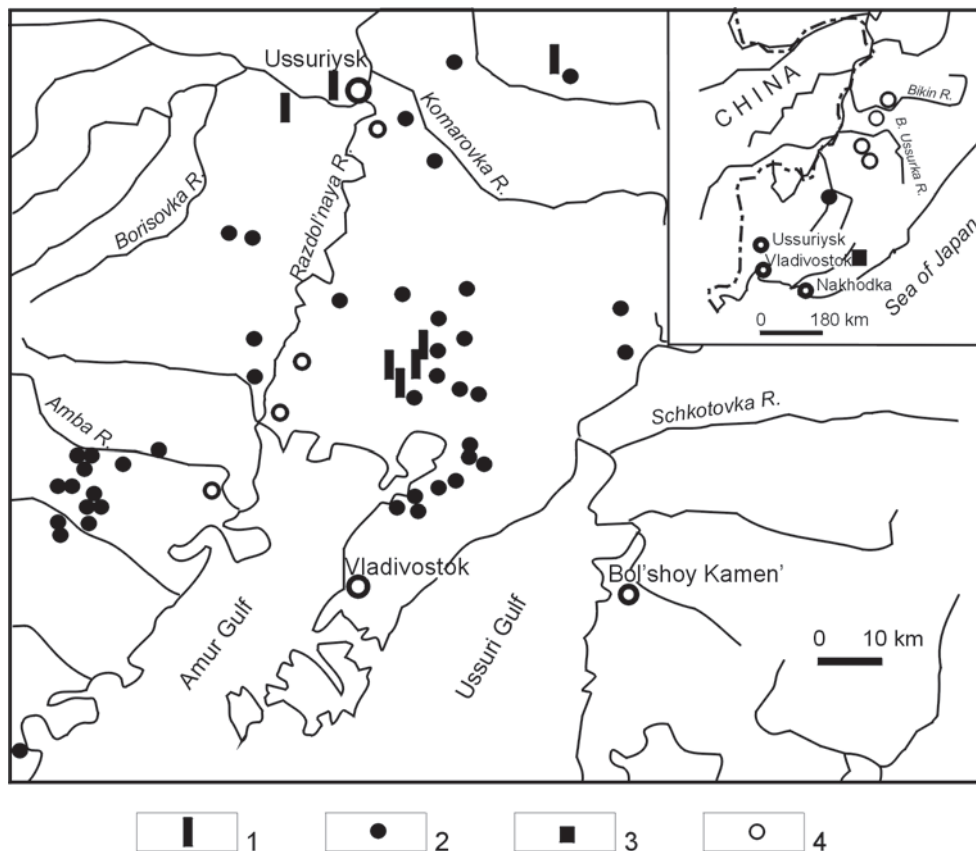 Ussuriysk
Komarovka R.
Borisovka R.
Razdol'naya R.
Amba R.
Schkotovka R.
Vladivostok
Bol'shoy Kamen'
Amur Gulf
Ussuri Gulf
0 10 km
CHINA
Bikin R.
B. Ussurka R.
Ussuriysk
Vladivostok
Nakhodka
Sea of Japan
0 180 km
1 2 3 4